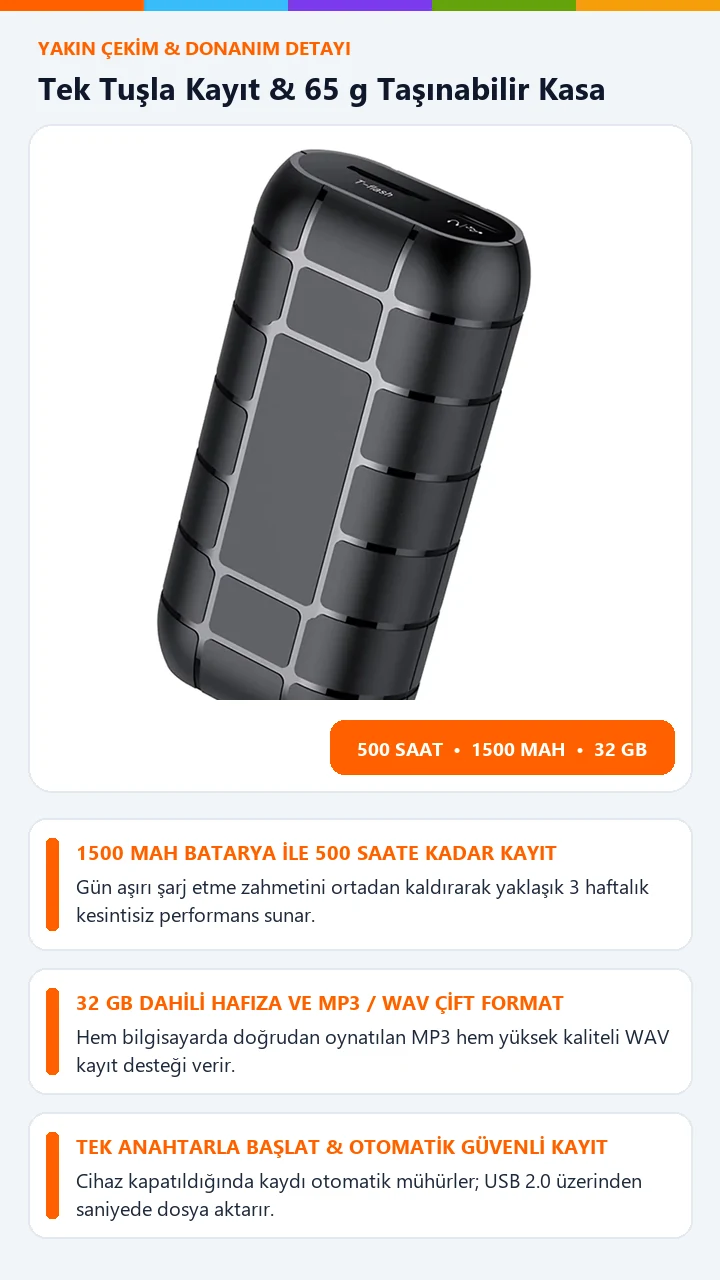 YAKIN ÇEKİM & DONANIM DETAYI
Tek Tuşla Kayıt & 65 g Taşınabilir Kasa
T-flash
500 SAAT • 1500 MAH • 32 GB
1500 MAH BATARYA İLE 500 SAATE KADAR KAYIT
Gün aşırı şarj etme zahmetini ortadan kaldırarak yaklaşık 3 haftalık
kesintisiz performans sunar.
32 GB DAHİLİ HAFIZA VE MP3 / WAV ÇİFT FORMAT
Hem bilgisayarda doğrudan oynatılan MP3 hem yüksek kaliteli WAV
kayıt desteği verir.
TEK ANAHTARLA BAŞLAT & OTOMATİK GÜVENLİ KAYIT
Cihaz kapatıldığında kaydı otomatik mühürler; USB 2.0 üzerinden
saniyede dosya aktarır.